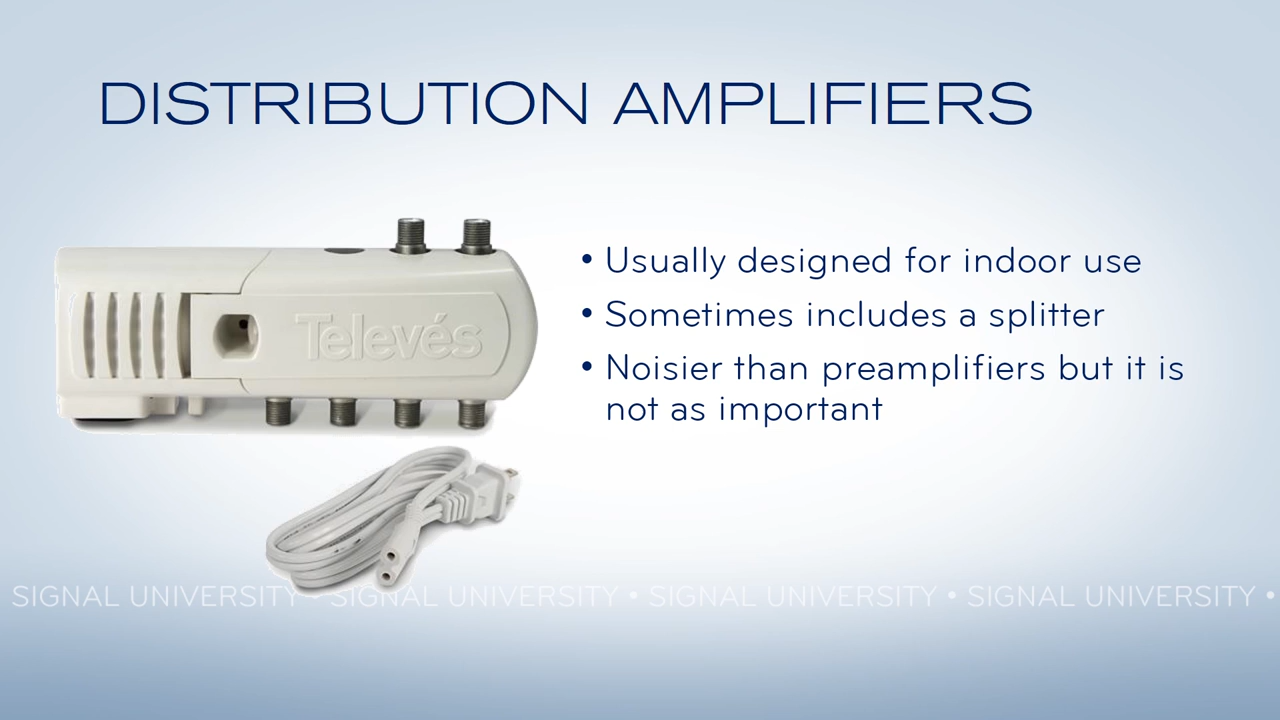 DISTRIBUTION AMPLIFIERS
Televés
• Usually designed for indoor use
• Sometimes includes a splitter
• Noisier than preamplifiers but it is
not as important
SIGNAL UNIVERSITY • SIGNAL UNIVERSITY • SIGNAL UNIVERSITY • SIGNAL UNIVERSITY •